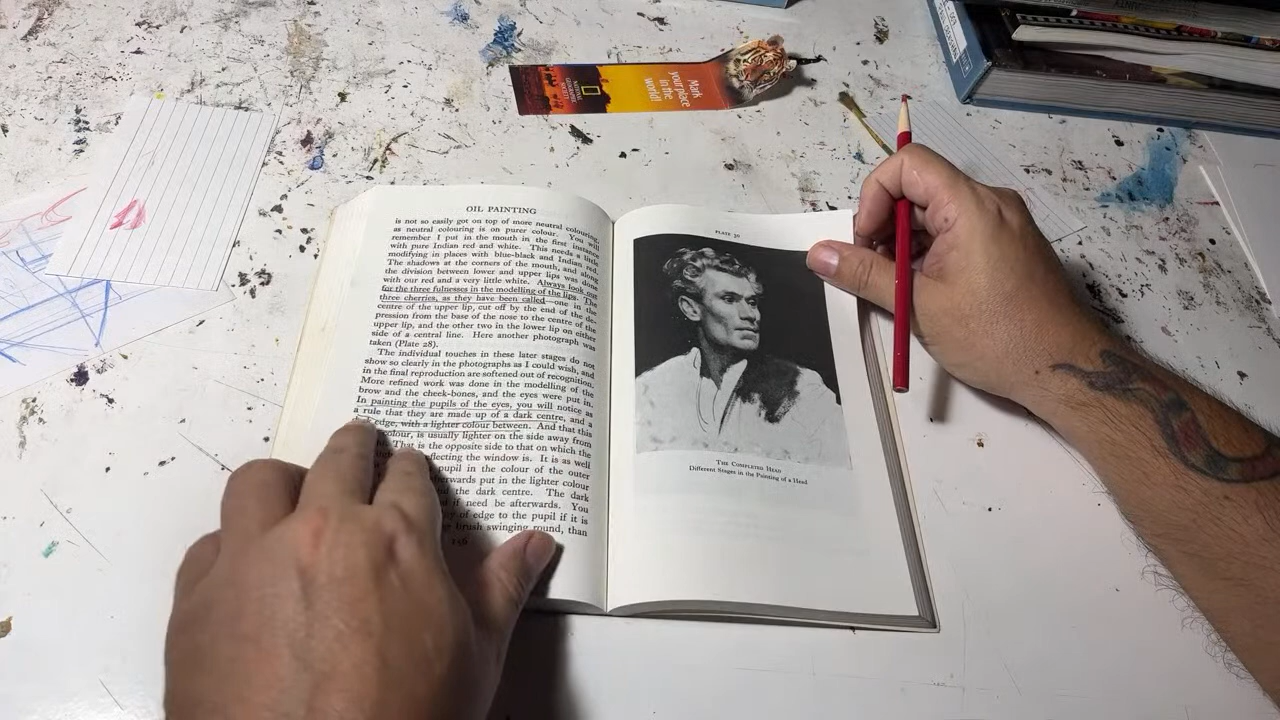 Mark
your place
in the
world!
NATIONAL
GEOGRAPHIC
SOCIETY
OIL PAINTING
is not so easily got on top of more neutral colouring,
as neutral colouring is on purer colour. You will
remember I put in the mouth in the first instance
with pure Indian red and white. This needs a little
modifying in places with blue-black and Indian red.
The shadows at the corners of the mouth, and along
the division between lower and upper lips was done
with our red and a very little white. Always look out
for the three fulnesses in the modelling of the lips. The
three cherries, as they have been called—one in the
centre of the upper lip, cut off by the end of the de-
pression from the base of the nose to the centre of the
upper lip, and the other two in the lower lip on either
side of a central line. Here another photograph was
taken (Plate 28).
The individual touches in these later stages do not
show so clearly in the photographs as I could wish, and
in the final reproduction are softened out of recognition.
More refined work was done in the modelling of the
brow and the cheek-bones, and the eyes were put in.
In painting the pupils of the eyes, you will notice as
a rule that they are made up of a dark centre, and a
edge, with a lighter colour between. And that this
colour, is usually lighter on the side away from
That is the opposite side to that on which the
reflecting the window is. It is as well
pupil in the colour of the outer
afterwards put in the lighter colour
and the dark centre. The dark
if need be afterwards. You
of edge to the pupil if it is
brush swinging round, than
PLATE 30
THE COMPLETED HEAD
Different Stages in the Painting of a Head